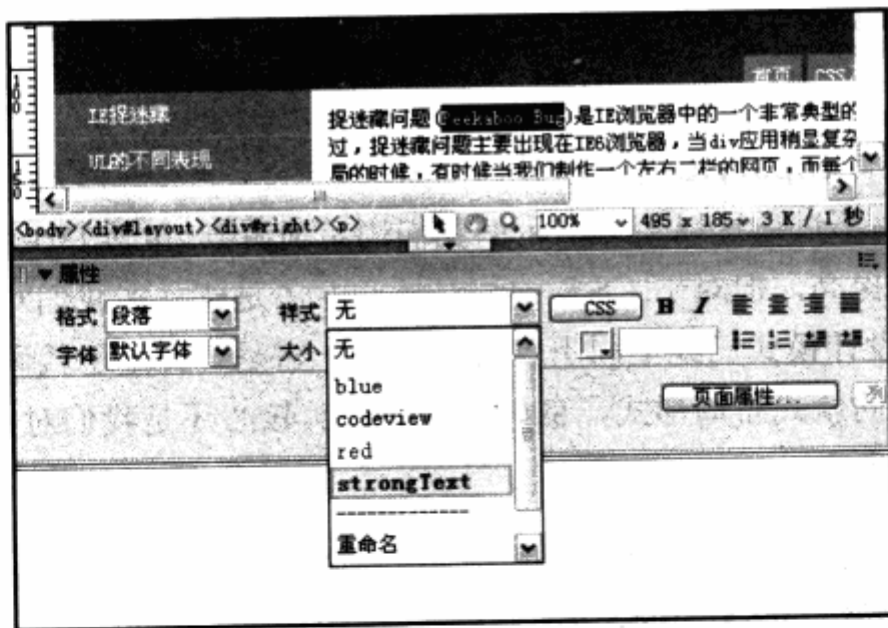 首页 CSS
IE捉迷藏
UL的不同表现
捉迷藏问题(Peekaboo Bug)是IE浏览器中的一个非常典型的
过，捉迷藏问题主要出现在IE6浏览器，当div应用稍显复杂
局的时候，有时候当我们制作一个左右二栏的网页，而每个
<body><div#layout><div#right><p> 100% 495 x 185 3 K / 1 秒
属性
格式 段落 样式 无 CSS B I
字体 默认字体 大小 无
blue
页面属性... 列
codeview
red
strongText
-------------
重命名